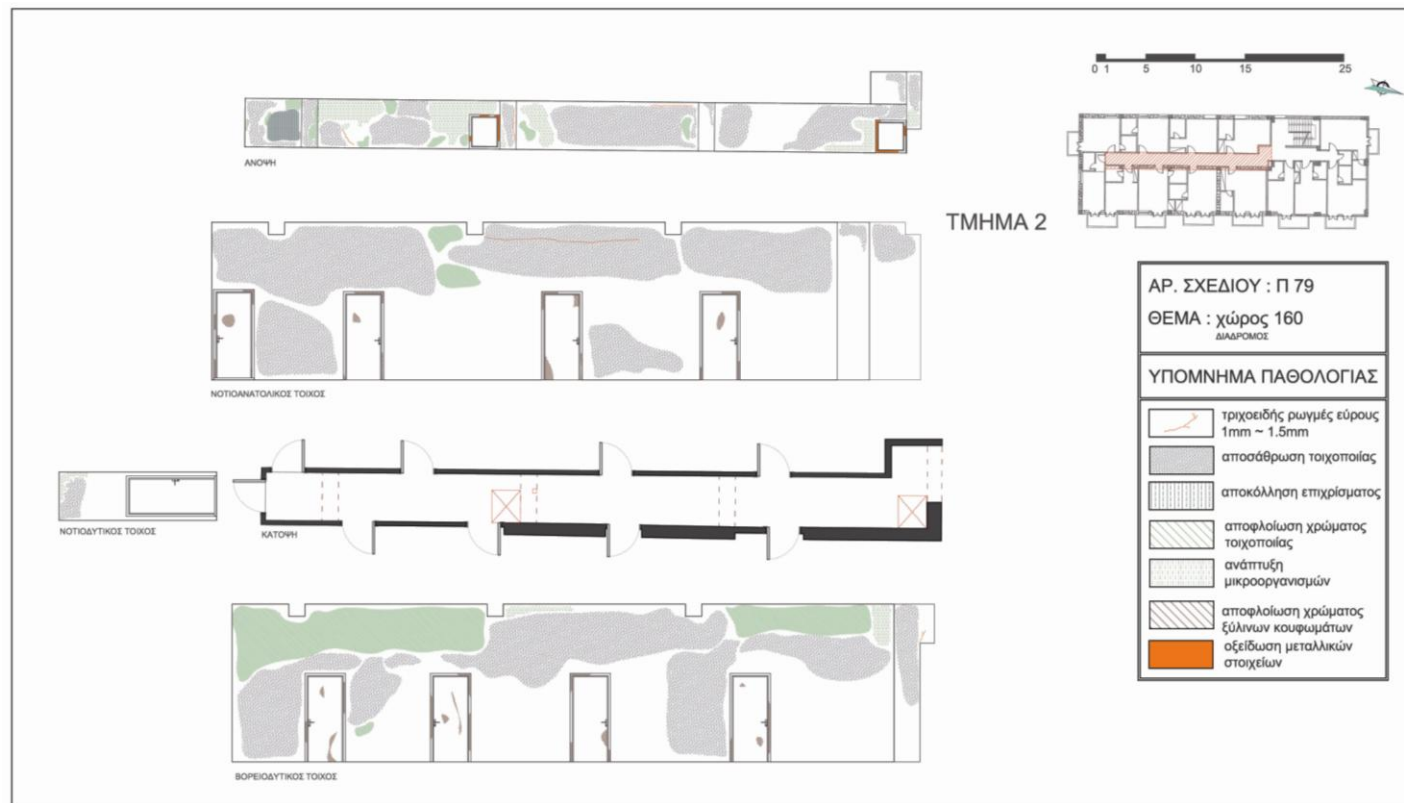 0 1 5 10 15 25
ΑΝΟΨΗ
ΤΜΗΜΑ 2
ΝΟΤΙΟΑΝΑΤΟΛΙΚΟΣ ΤΟΙΧΟΣ
ΝΟΤΙΟΔΥΤΙΚΟΣ ΤΟΙΧΟΣ
ΚΑΤΟΨΗ
ΒΟΡΕΙΟΔΥΤΙΚΟΣ ΤΟΙΧΟΣ
ΑΡ. ΣΧΕΔΙΟΥ : Π 79
ΘΕΜΑ : χώρος 160
ΔΙΑΔΡΟΜΟΣ
ΥΠΟΜΝΗΜΑ ΠΑΘΟΛΟΓΙΑΣ
τριχοειδής ρωγμές εύρους
1mm ~ 1.5mm
αποσάθρωση τοιχοποιίας
αποκόλληση επιχρίσματος
αποφλοίωση χρώματος
τοιχοποιίας
ανάπτυξη
μικροοργανισμών
αποφλοίωση χρώματος
ξύλινων κουφωμάτων
οξείδωση μεταλλικών
στοιχείων